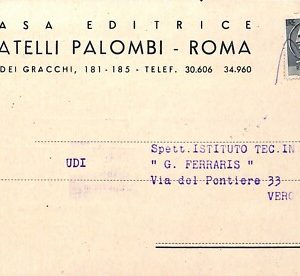 ASA EDITRICE
ATELLI PALOMBI - ROMA
DEI GRACCHI, 181 - 185 - TELEF. 30.606 34.960
Spett.ISTITUTO TEC.IN
UDI " G. FERRARIS "
Via del Pontiere 33
VERO